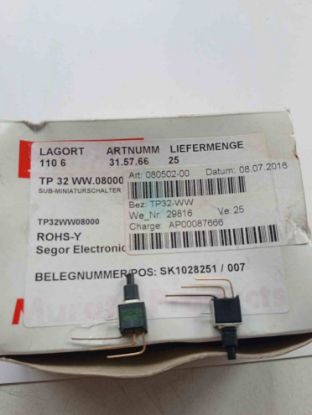 LAGORT ARTNUMM LIEFERMENGE
110 6 31.57.66 25
Art: 080502-00 Datum: 08.07.2016
TP 32 WW.08000
SUB-MINIATURSCHALTER
Bez: TP32-WW
We_Nr: 29816 Ve: 25
TP32WW08000
Charge: AP00087666
ROHS-Y
Segor Electronic
BELEGNUMMER/POS: SK1028251 / 007